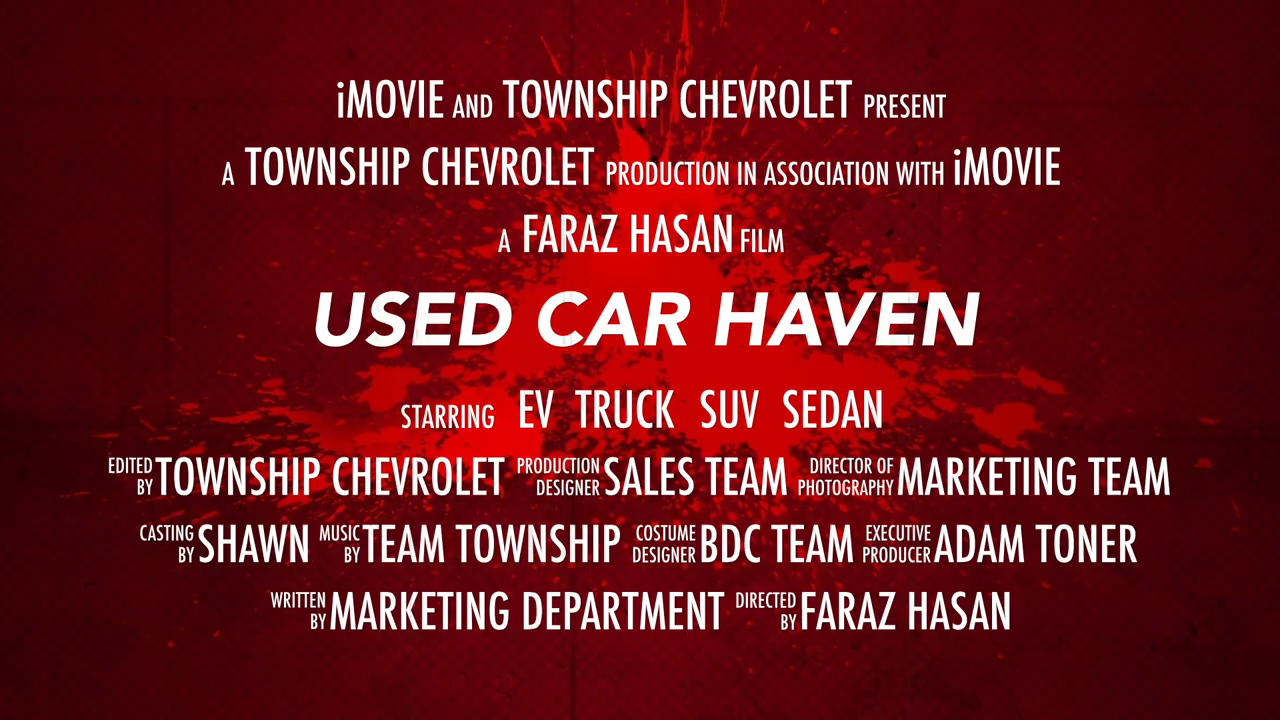 iMOVIE AND TOWNSHIP CHEVROLET PRESENT
A TOWNSHIP CHEVROLET PRODUCTION IN ASSOCIATION WITH iMOVIE
A FARAZ HASAN FILM
USED CAR HAVEN
STARRING EV TRUCK SUV SEDAN
EDITED BY TOWNSHIP CHEVROLET PRODUCTION DESIGNER SALES TEAM DIRECTOR OF PHOTOGRAPHY MARKETING TEAM
CASTING BY SHAWN MUSIC BY TEAM TOWNSHIP COSTUME DESIGNER BDC TEAM EXECUTIVE PRODUCER ADAM TONER
WRITTEN BY MARKETING DEPARTMENT DIRECTED BY FARAZ HASAN